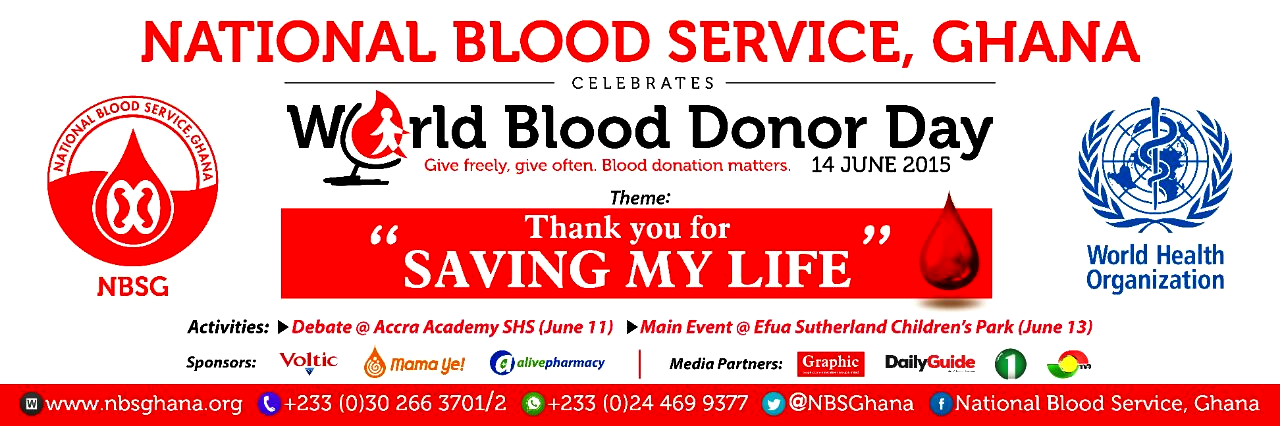 NATIONAL BLOOD SERVICE, GHANA
CELEBRATES
World Blood Donor Day
Give freely, give often. Blood donation matters. 14 JUNE 2015
NATIONAL BLOOD SERVICE, GHANA
NBSG
Theme:
“Thank you for
SAVING MY LIFE”
World Health
Organization
Activities: Debate @ Accra Academy SHS (June 11) Main Event @ Efua Sutherland Children's Park (June 13)
Sponsors: Voltic Mama Ye! alivepharmacy Media Partners: Graphic DailyGuide 1
www.nbsghana.org +233 (0)30 266 3701/2 +233 (0)24 469 9377 @NBSGhana National Blood Service, Ghana